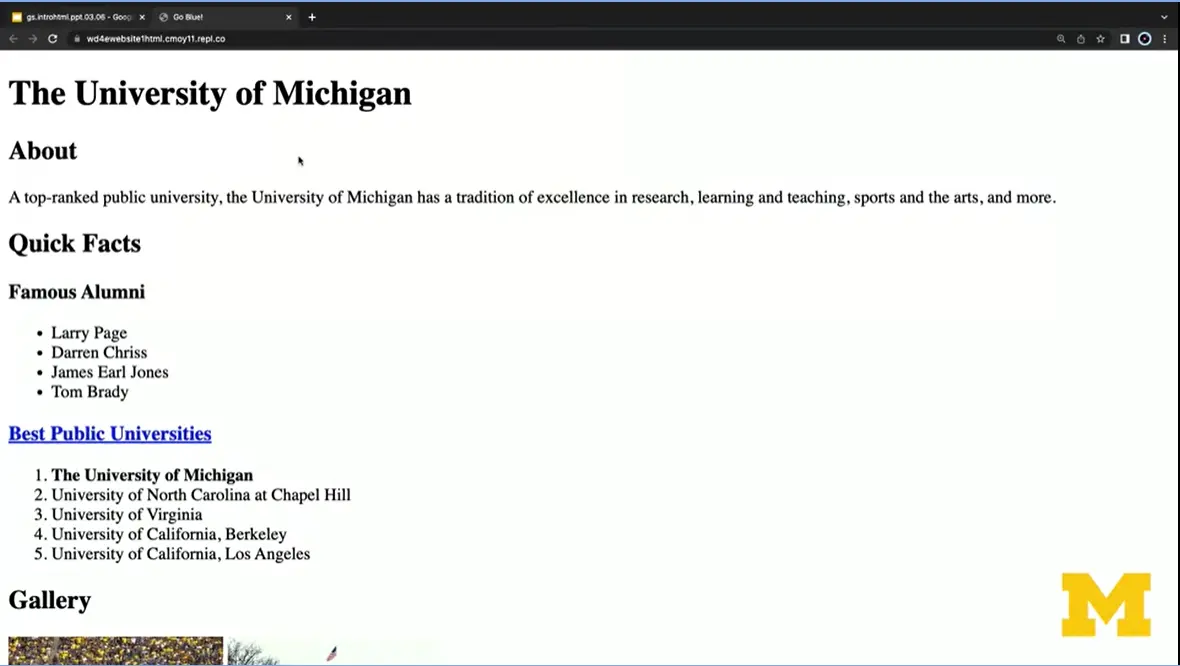 gs.introhtml.ppt.03.06 - Goog
Go Blue!
wd4ewebsite1html.cmoy11.repl.co
The University of Michigan
About
A top-ranked public university, the University of Michigan has a tradition of excellence in research, learning and teaching, sports and the arts, and more.
Quick Facts
Famous Alumni
• Larry Page
• Darren Chriss
• James Earl Jones
• Tom Brady
Best Public Universities
1. The University of Michigan
2. University of North Carolina at Chapel Hill
3. University of Virginia
4. University of California, Berkeley
5. University of California, Los Angeles
Gallery
M